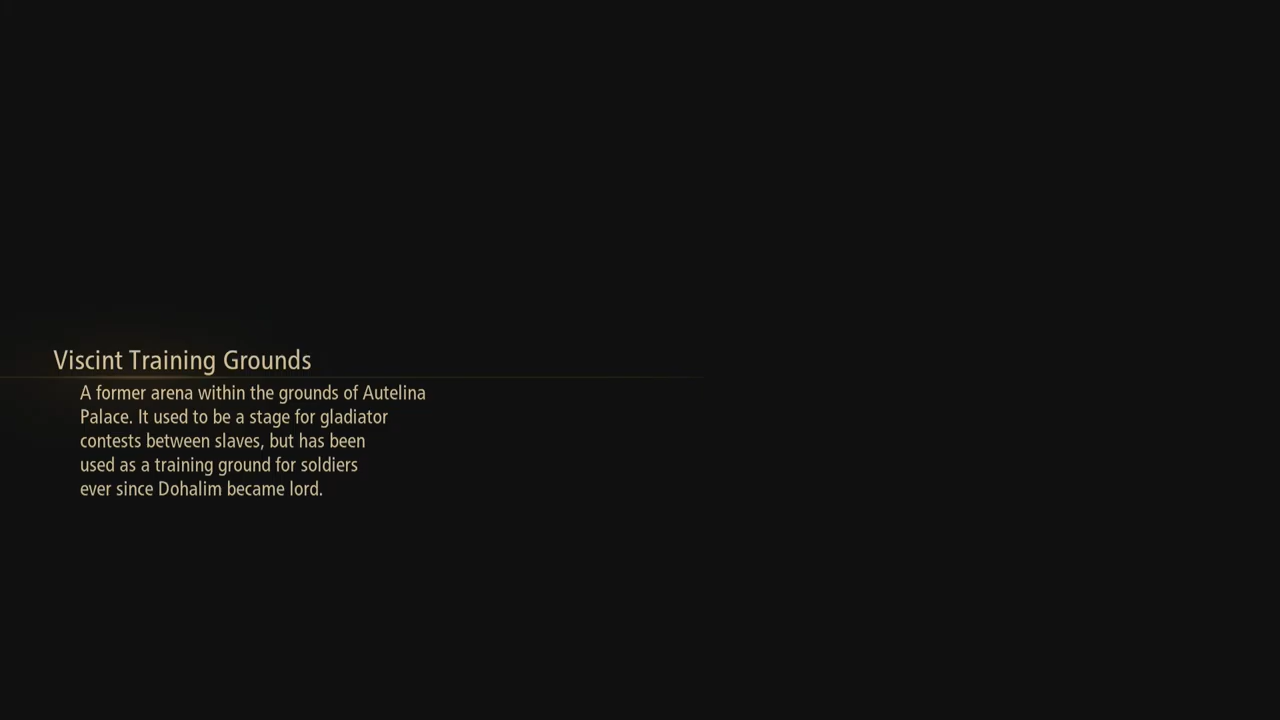 Viscint Training Grounds
A former arena within the grounds of Autelina
Palace. It used to be a stage for gladiator
contests between slaves, but has been
used as a training ground for soldiers
ever since Dohalim became lord.